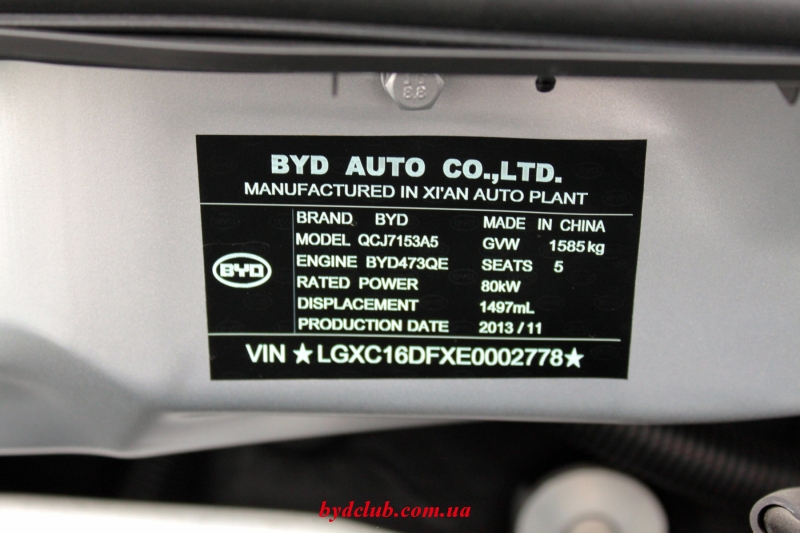 8.8
BYD AUTO CO.,LTD.
MANUFACTURED IN XI'AN AUTO PLANT
BRAND BYD MADE IN CHINA
MODEL QCJ7153A5 GVW 1585kg
ENGINE BYD473QE SEATS 5
RATED POWER 80kW
DISPLACEMENT 1497mL
PRODUCTION DATE 2013/11
BYD
VIN ★LGXC16DFXE0002778★
bydclub.com.ua